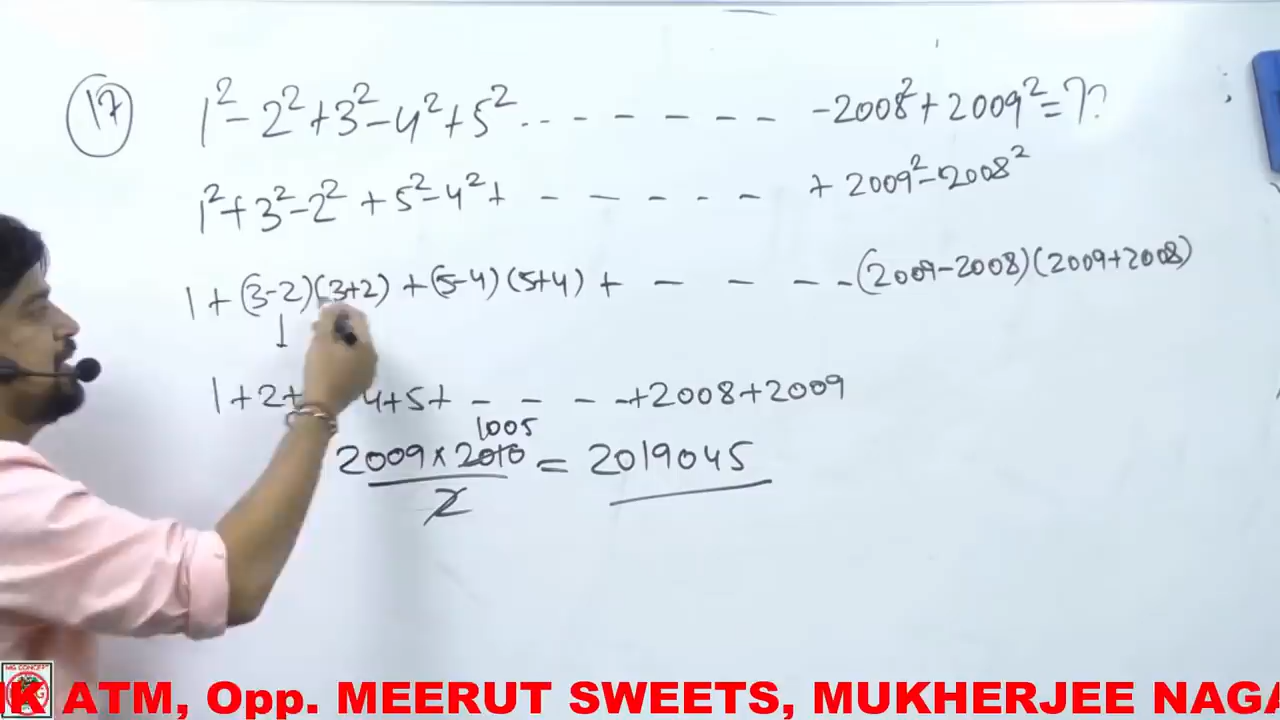 17 1² - 2² + 3² - 4² + 5² ..------- - 2008² + 2009² = ??
1² + 3² - 2² + 5² - 4² + ------ + 2009² - 2008²
1 + (3-2)(3+2) + (5-4)(5+4) + ----- (2009-2008)(2009+2008)
1
1+2+ 4+5+ ----+2008+2009
1005
2009 × 2010 = 2019045
2
ATM, Opp. MEERUT SWEETS, MUKHERJEE